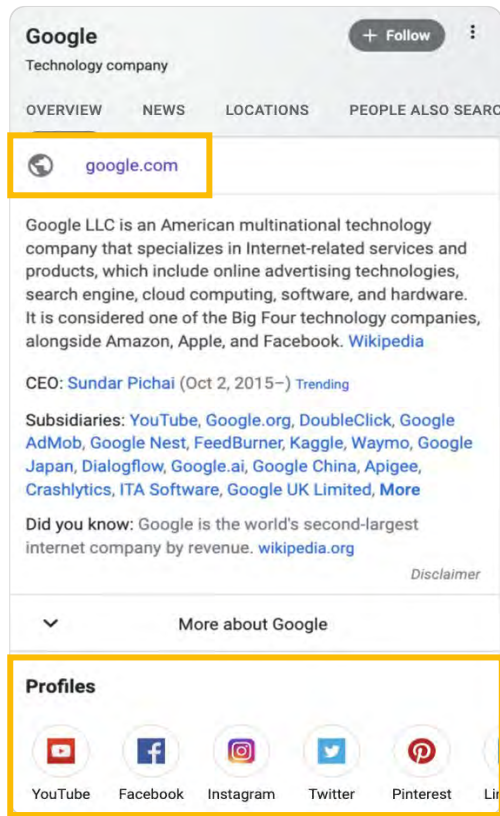 Google
+ Follow
Technology company
OVERVIEW NEWS LOCATIONS PEOPLE ALSO SEARC
google.com
Google LLC is an American multinational technology
company that specializes in Internet-related services and
products, which include online advertising technologies,
search engine, cloud computing, software, and hardware.
It is considered one of the Big Four technology companies,
alongside Amazon, Apple, and Facebook. Wikipedia
CEO: Sundar Pichai (Oct 2, 2015–) Trending
Subsidiaries: YouTube, Google.org, DoubleClick, Google
AdMob, Google Nest, FeedBurner, Kaggle, Waymo, Google
Japan, Dialogflow, Google.ai, Google China, Apigee,
Crashlytics, ITA Software, Google UK Limited, More
Did you know: Google is the world's second-largest
internet company by revenue. wikipedia.org
Disclaimer
More about Google
Profiles
YouTube Facebook Instagram Twitter Pinterest Lin